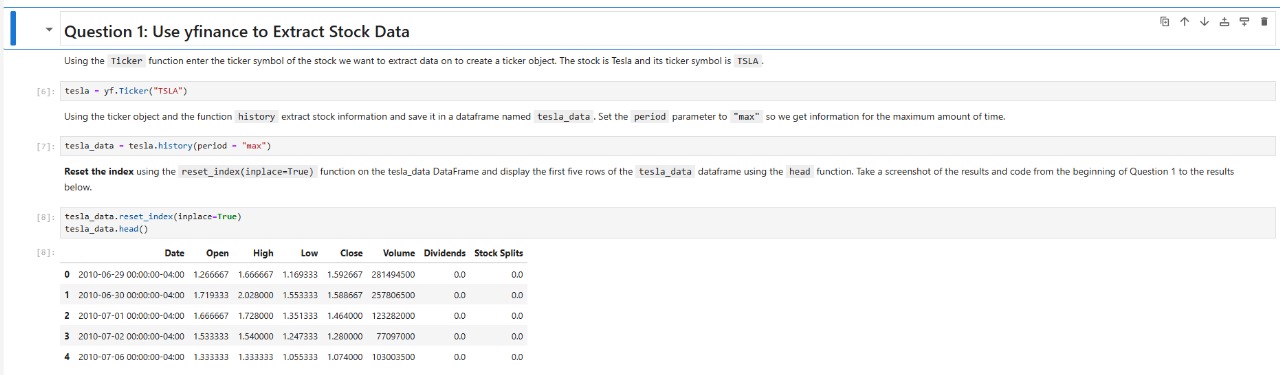 Question 1: Use yfinance to Extract Stock Data
Using the Ticker function enter the ticker symbol of the stock we want to extract data on to create a ticker object. The stock is Tesla and its ticker symbol is TSLA .
[6]: tesla = yf.Ticker("TSLA")
Using the ticker object and the function history extract stock information and save it in a dataframe named tesla_data . Set the period parameter to "max" so we get information for the maximum amount of time.
[7]: tesla_data = tesla.history(period = "max")
Reset the index using the reset_index(inplace=True) function on the tesla_data DataFrame and display the first five rows of the tesla_data dataframe using the head function. Take a screenshot of the results and code from the beginning of Question 1 to the results
below.
[8]: tesla_data.reset_index(inplace=True)
tesla_data.head()
[8]: Date Open High Low Close Volume Dividends Stock Splits
0 2010-06-29 00:00:00-04:00 1.266667 1.666667 1.169333 1.592667 281494500 0.0 0.0
1 2010-06-30 00:00:00-04:00 1.719333 2.028000 1.553333 1.588667 257806500 0.0 0.0
2 2010-07-01 00:00:00-04:00 1.666667 1.728000 1.351333 1.464000 123282000 0.0 0.0
3 2010-07-02 00:00:00-04:00 1.533333 1.540000 1.247333 1.280000 77097000 0.0 0.0
4 2010-07-06 00:00:00-04:00 1.333333 1.333333 1.055333 1.074000 103003500 0.0 0.0